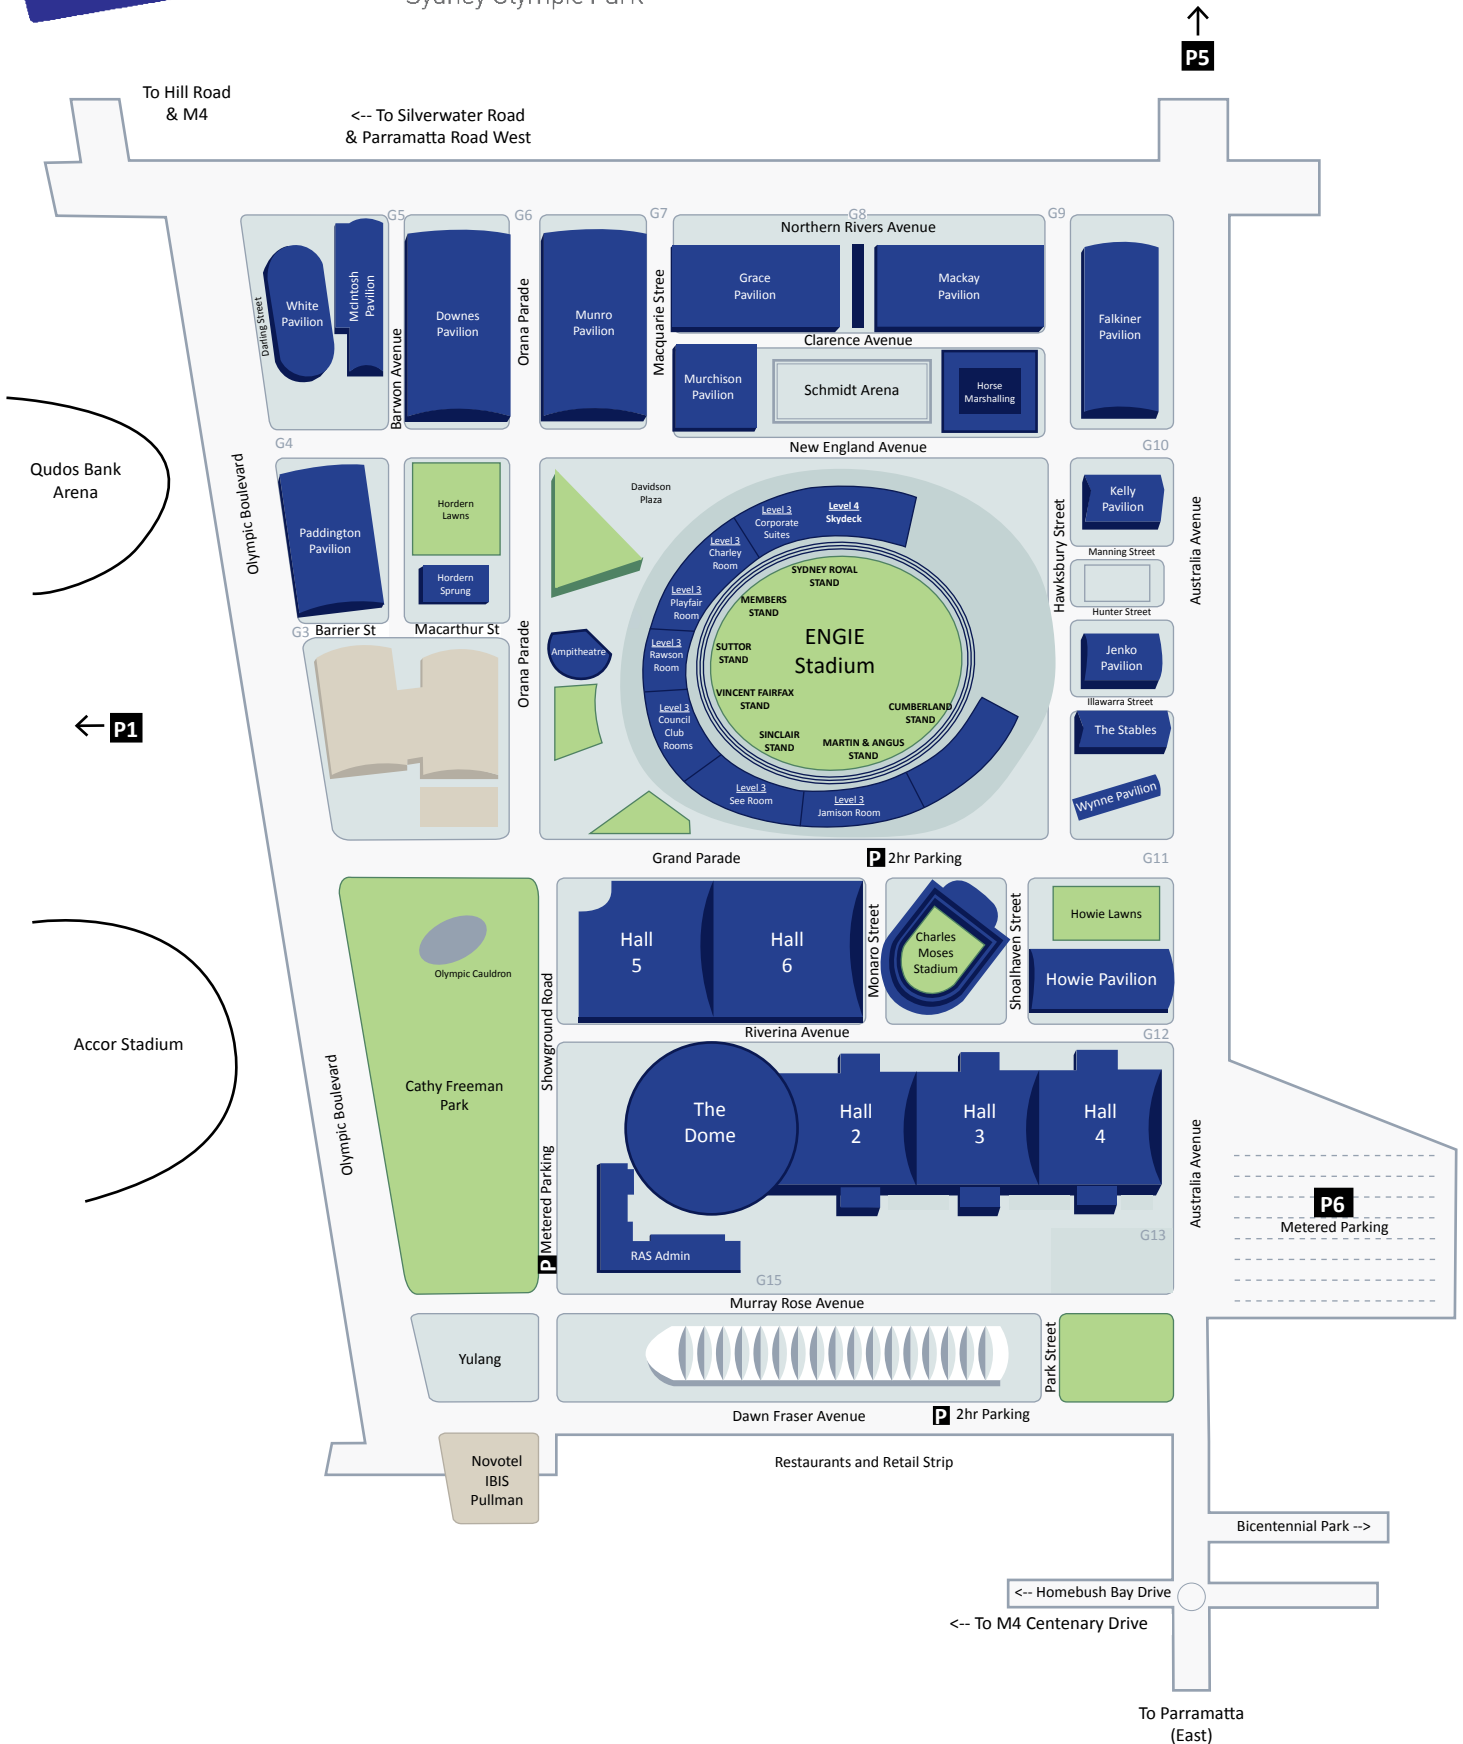 Sydney Olympic Park
P5
To Hill Road
& M4
<-- To Silverwater Road
& Parramatta Road West
G5
G6
G7
G8
G9
Northern Rivers Avenue
White
Pavilion
McIntosh
Pavilion
Darling Street
Barwon Avenue
Downes
Pavilion
Orana Parade
Munro
Pavilion
Macquarie Stree
Grace
Pavilion
Mackay
Pavilion
Falkiner
Pavilion
Clarence Avenue
Murchison
Pavilion
Schmidt Arena
Horse
Marshalling
G4
New England Avenue
G10
Qudos Bank
Arena
Olympic Boulevard
Paddington
Pavilion
Hordern
Lawns
Hordern
Sprung
Davidson
Plaza
Level 3
Corporate
Suites
Level 4
Skydeck
Level 3
Charley
Room
Level 3
Playfair
Room
Level 3
Rawson
Room
Level 3
Council
Club
Rooms
Level 3
See Room
Level 3
Jamison Room
SYDNEY ROYAL
STAND
MEMBERS
STAND
SUTTOR
STAND
VINCENT FAIRFAX
STAND
SINCLAIR
STAND
MARTIN & ANGUS
STAND
CUMBERLAND
STAND
ENGIE
Stadium
Hawksbury Street
Kelly
Pavilion
Manning Street
Hunter Street
Australia Avenue
Jenko
Pavilion
Illawarra Street
The Stables
Wynne Pavilion
G3
Barrier St
Macarthur St
Orana Parade
Ampitheatre
P1
Grand Parade
P 2hr Parking
G11
Olympic Cauldron
Showground Road
Hall
5
Hall
6
Monaro Street
Charles
Moses
Stadium
Shoalhaven Street
Howie Lawns
Howie Pavilion
Riverina Avenue
G12
Accor Stadium
Olympic Boulevard
Cathy Freeman
Park
P Metered Parking
The
Dome
Hall
2
Hall
3
Hall
4
Australia Avenue
P6
Metered Parking
RAS Admin
G13
G15
Murray Rose Avenue
Yulang
Park Street
Dawn Fraser Avenue
P 2hr Parking
Novotel
IBIS
Pullman
Restaurants and Retail Strip
Bicentennial Park -->
<-- Homebush Bay Drive
<-- To M4 Centenary Drive
To Parramatta
(East)